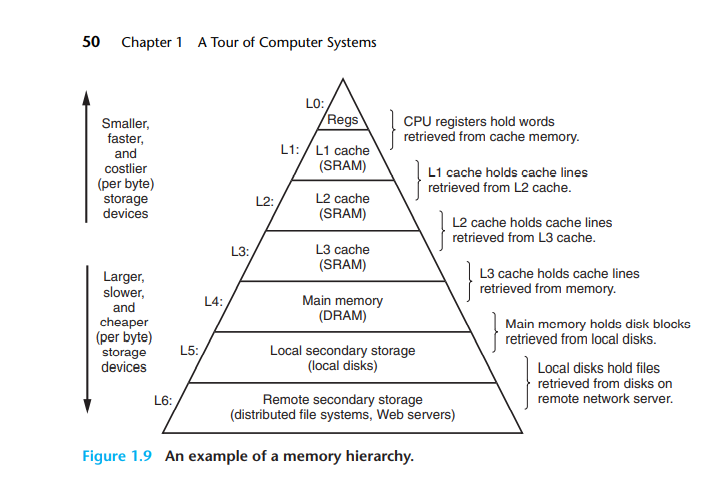 50 Chapter 1 A Tour of Computer Systems
Smaller,
faster,
and
costlier
(per byte)
storage
devices
Larger,
slower,
and
cheaper
(per byte)
storage
devices
L0:
Regs
CPU registers hold words
retrieved from cache memory.
L1:
L1 cache
(SRAM)
L1 cache holds cache lines
retrieved from L2 cache.
L2:
L2 cache
(SRAM)
L2 cache holds cache lines
retrieved from L3 cache.
L3:
L3 cache
(SRAM)
L3 cache holds cache lines
retrieved from memory.
L4:
Main memory
(DRAM)
Main memory holds disk blocks
retrieved from local disks.
L5:
Local secondary storage
(local disks)
Local disks hold files
retrieved from disks on
remote network server.
L6:
Remote secondary storage
(distributed file systems, Web servers)
Figure 1.9 An example of a memory hierarchy.